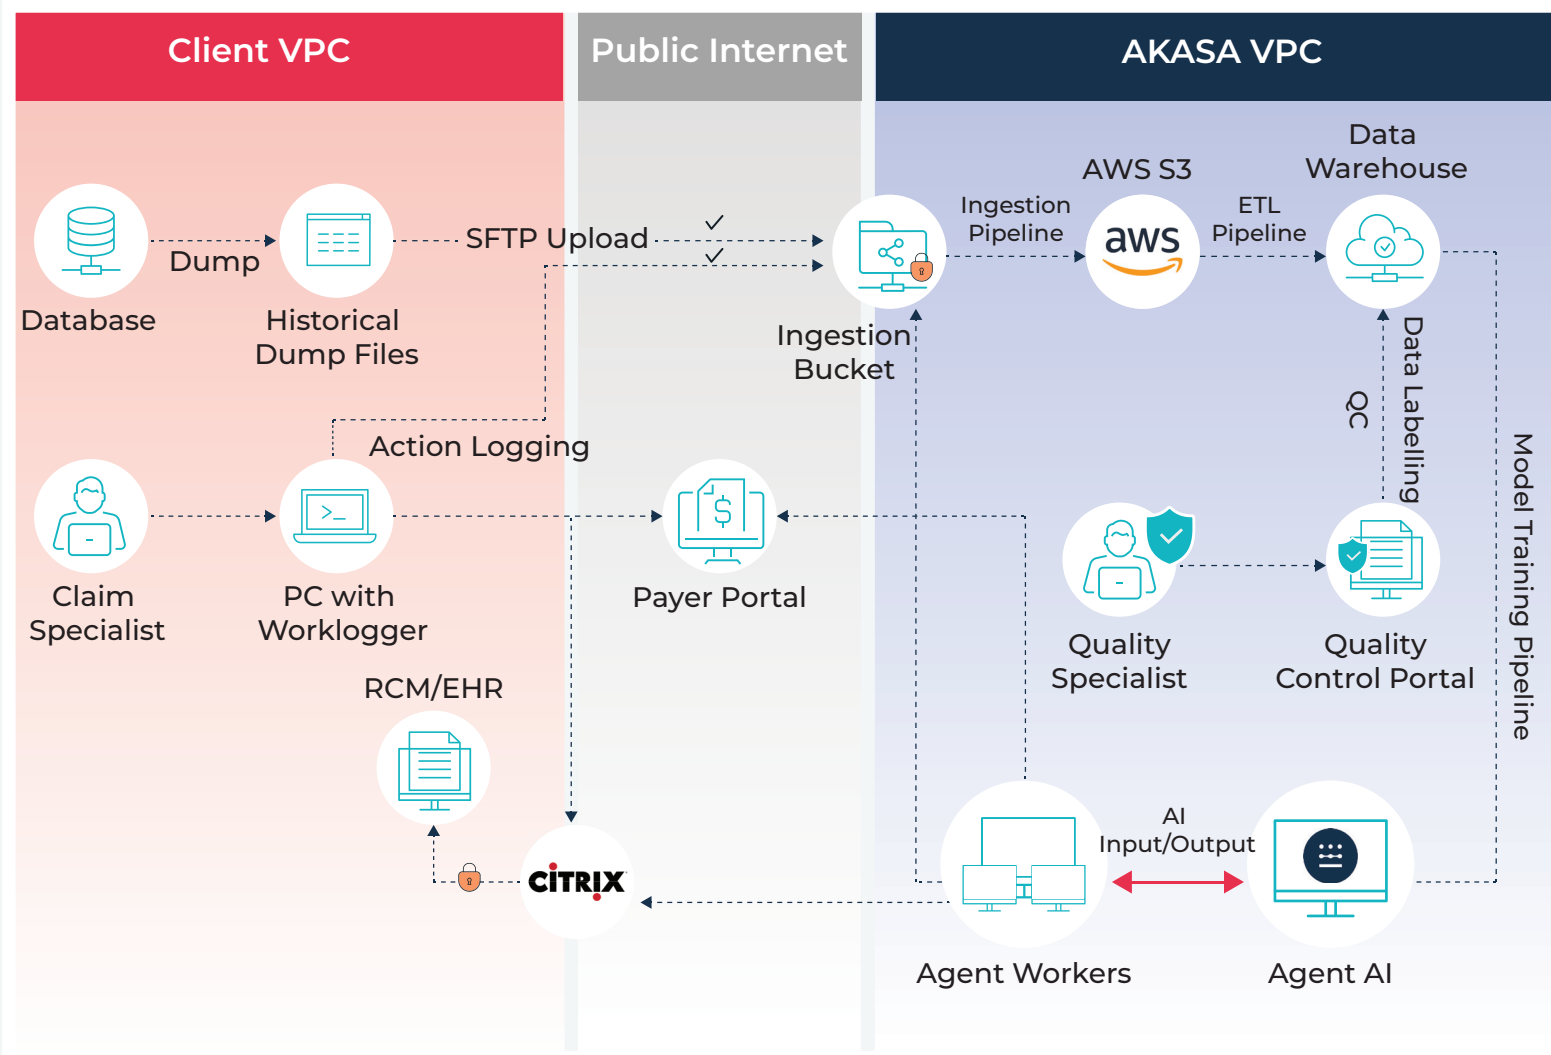 Client VPC
Public Internet
AKASA VPC
Database
Dump
Historical
Dump Files
SFTP Upload
Ingestion
Bucket
Ingestion
Pipeline
AWS S3
aws
ETL
Pipeline
Data
Warehouse
Action Logging
Claim
Specialist
PC with
Worklogger
>_
$
Payer Portal
QC
Data Labelling
Model Training Pipeline
Quality
Specialist
Quality
Control Portal
RCM/EHR
CİTRIX
AI
Input/Output
Agent Workers
Agent AI